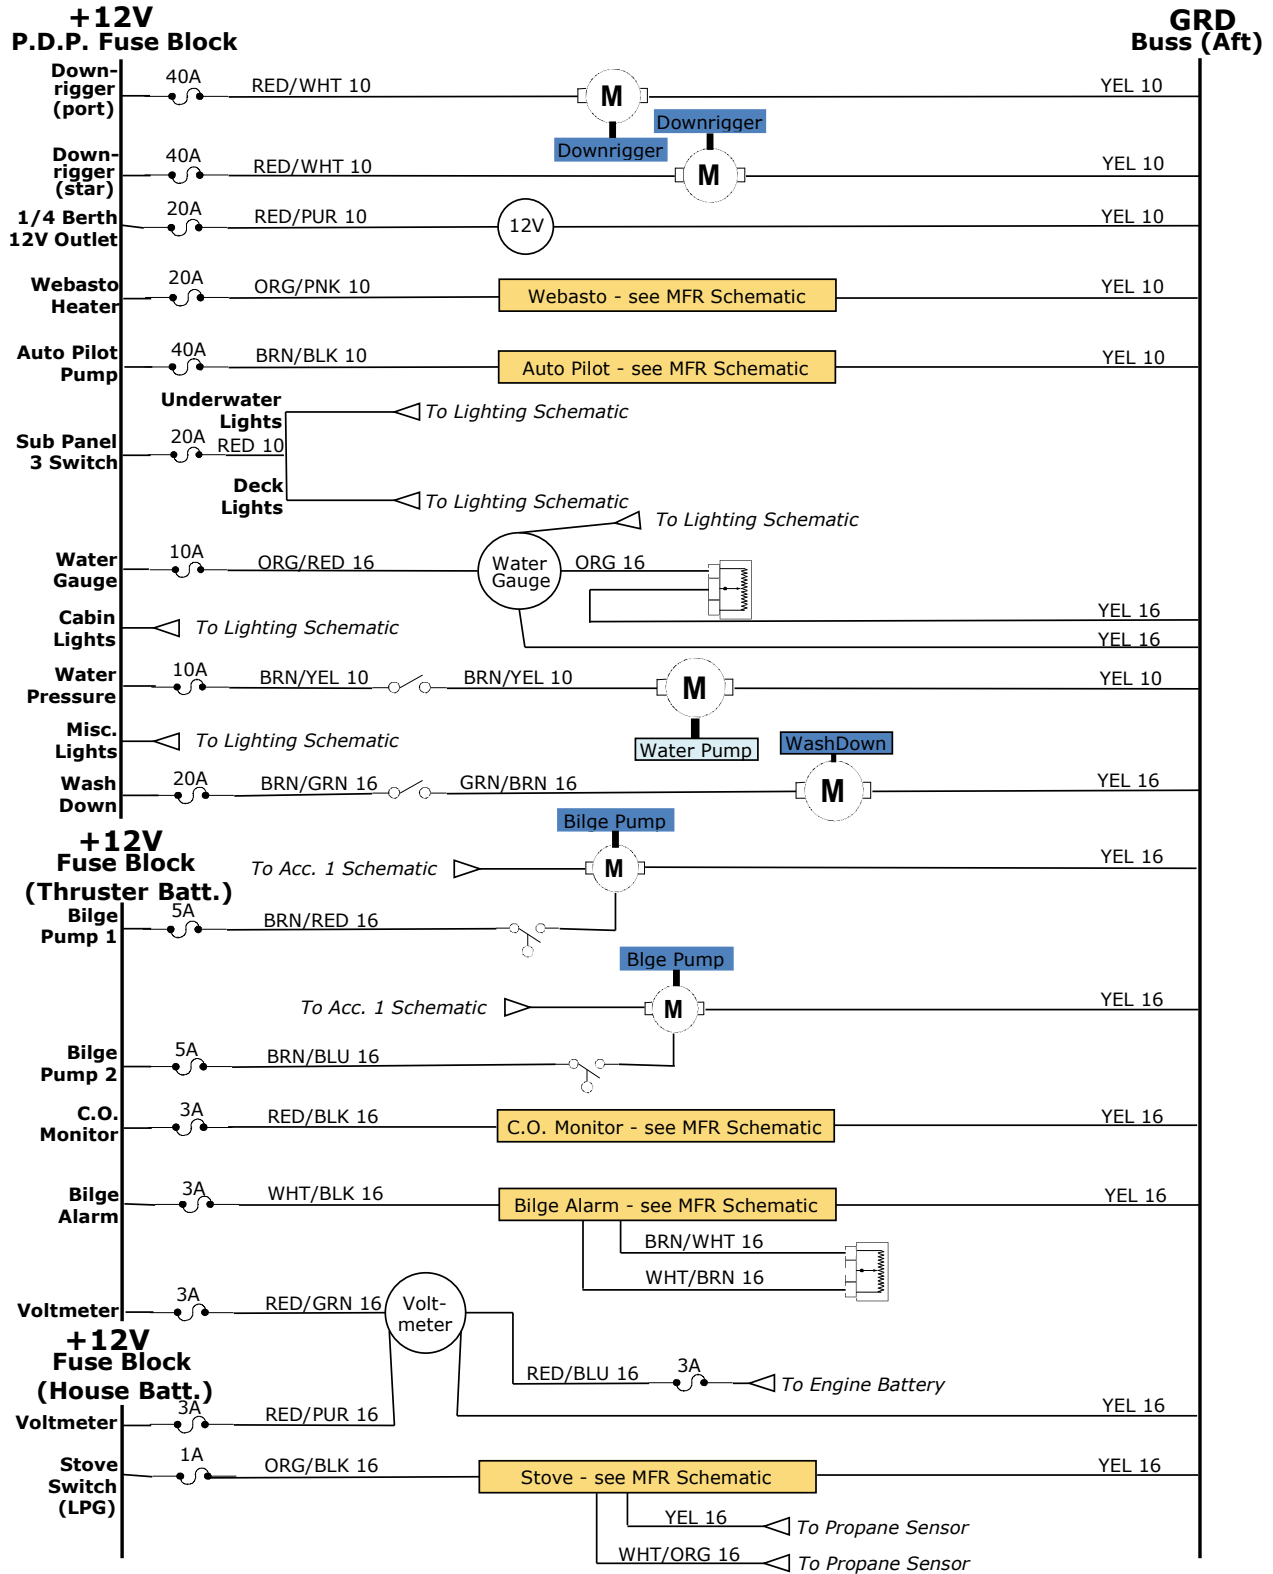 +12V
P.D.P. Fuse Block
GRD
Buss (Aft)
Down-
rigger
(port)
40A
RED/WHT 10
M
YEL 10
Downrigger
Downrigger
Down-
rigger
(star)
40A
RED/WHT 10
M
YEL 10
1/4 Berth
12V Outlet
20A
RED/PUR 10
12V
YEL 10
Webasto
Heater
20A
ORG/PNK 10
Webasto - see MFR Schematic
YEL 10
Auto Pilot
Pump
40A
BRN/BLK 10
Auto Pilot - see MFR Schematic
YEL 10
Underwater
Lights
To Lighting Schematic
Sub Panel
3 Switch
20A
RED 10
Deck
Lights
To Lighting Schematic
To Lighting Schematic
Water
Gauge
10A
ORG/RED 16
Water
Gauge
ORG 16
YEL 16
Cabin
Lights
To Lighting Schematic
YEL 16
Water
Pressure
10A
BRN/YEL 10
BRN/YEL 10
M
YEL 10
Water Pump
Misc.
Lights
To Lighting Schematic
WashDown
Wash
Down
20A
BRN/GRN 16
GRN/BRN 16
M
YEL 16
+12V
Fuse Block
(Thruster Batt.)
Bilge Pump
To Acc. 1 Schematic
M
YEL 16
Bilge
Pump 1
5A
BRN/RED 16
Blge Pump
To Acc. 1 Schematic
M
YEL 16
Bilge
Pump 2
5A
BRN/BLU 16
C.O.
Monitor
3A
RED/BLK 16
C.O. Monitor - see MFR Schematic
YEL 16
Bilge
Alarm
3A
WHT/BLK 16
Bilge Alarm - see MFR Schematic
YEL 16
BRN/WHT 16
WHT/BRN 16
Voltmeter
3A
RED/GRN 16
Volt-
meter
+12V
Fuse Block
(House Batt.)
RED/BLU 16
3A
To Engine Battery
Voltmeter
3A
RED/PUR 16
YEL 16
Stove
Switch
(LPG)
1A
ORG/BLK 16
Stove - see MFR Schematic
YEL 16
YEL 16
To Propane Sensor
WHT/ORG 16
To Propane Sensor